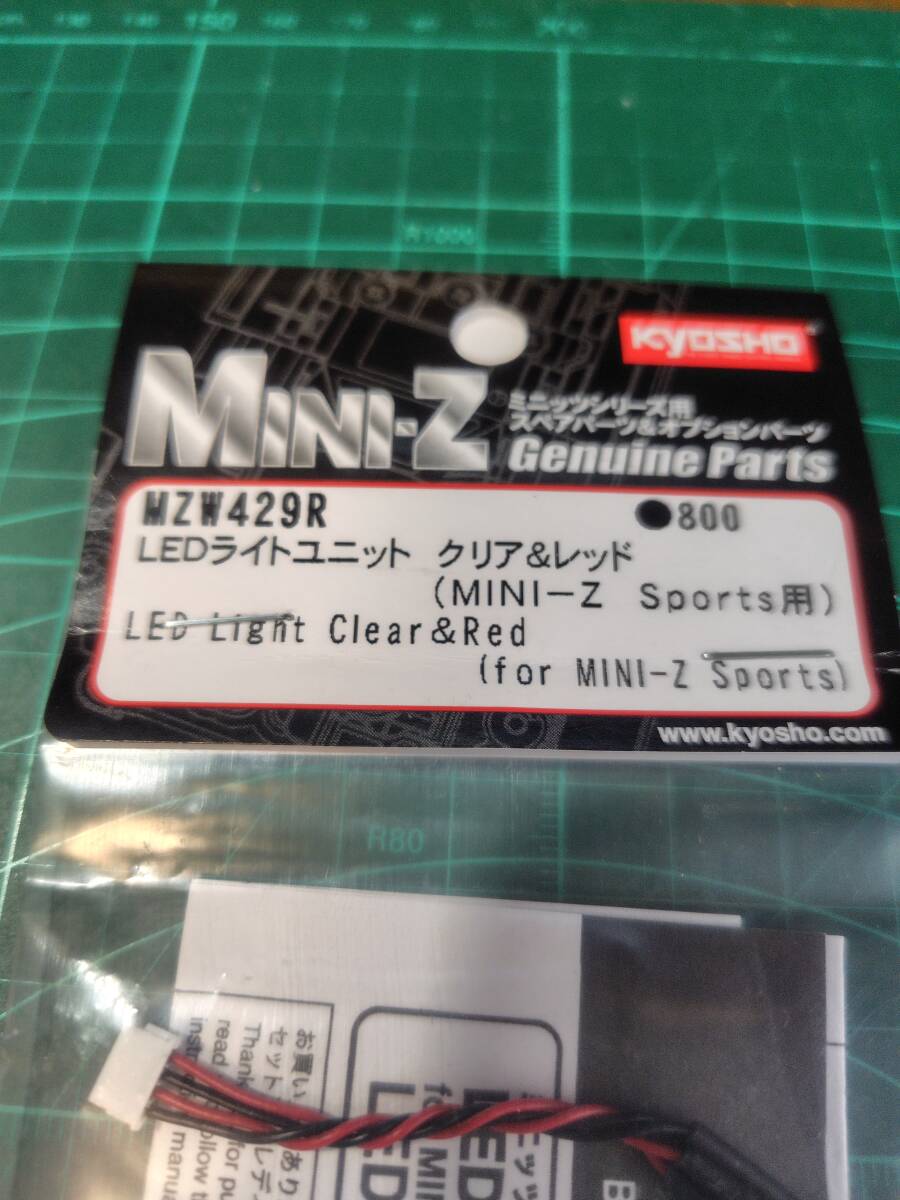 KYOSHO
MINI-Z
ミニッツシリーズ用
スペアパーツ&オプションパーツ
Genuine Parts
MZW429R ●800
LEDライトユニット クリア&レッド
(MINI-Z Sports用)
LED Light Clear&Red
(for MINI-Z Sports)
www.kyosho.com
R80
LED
LED